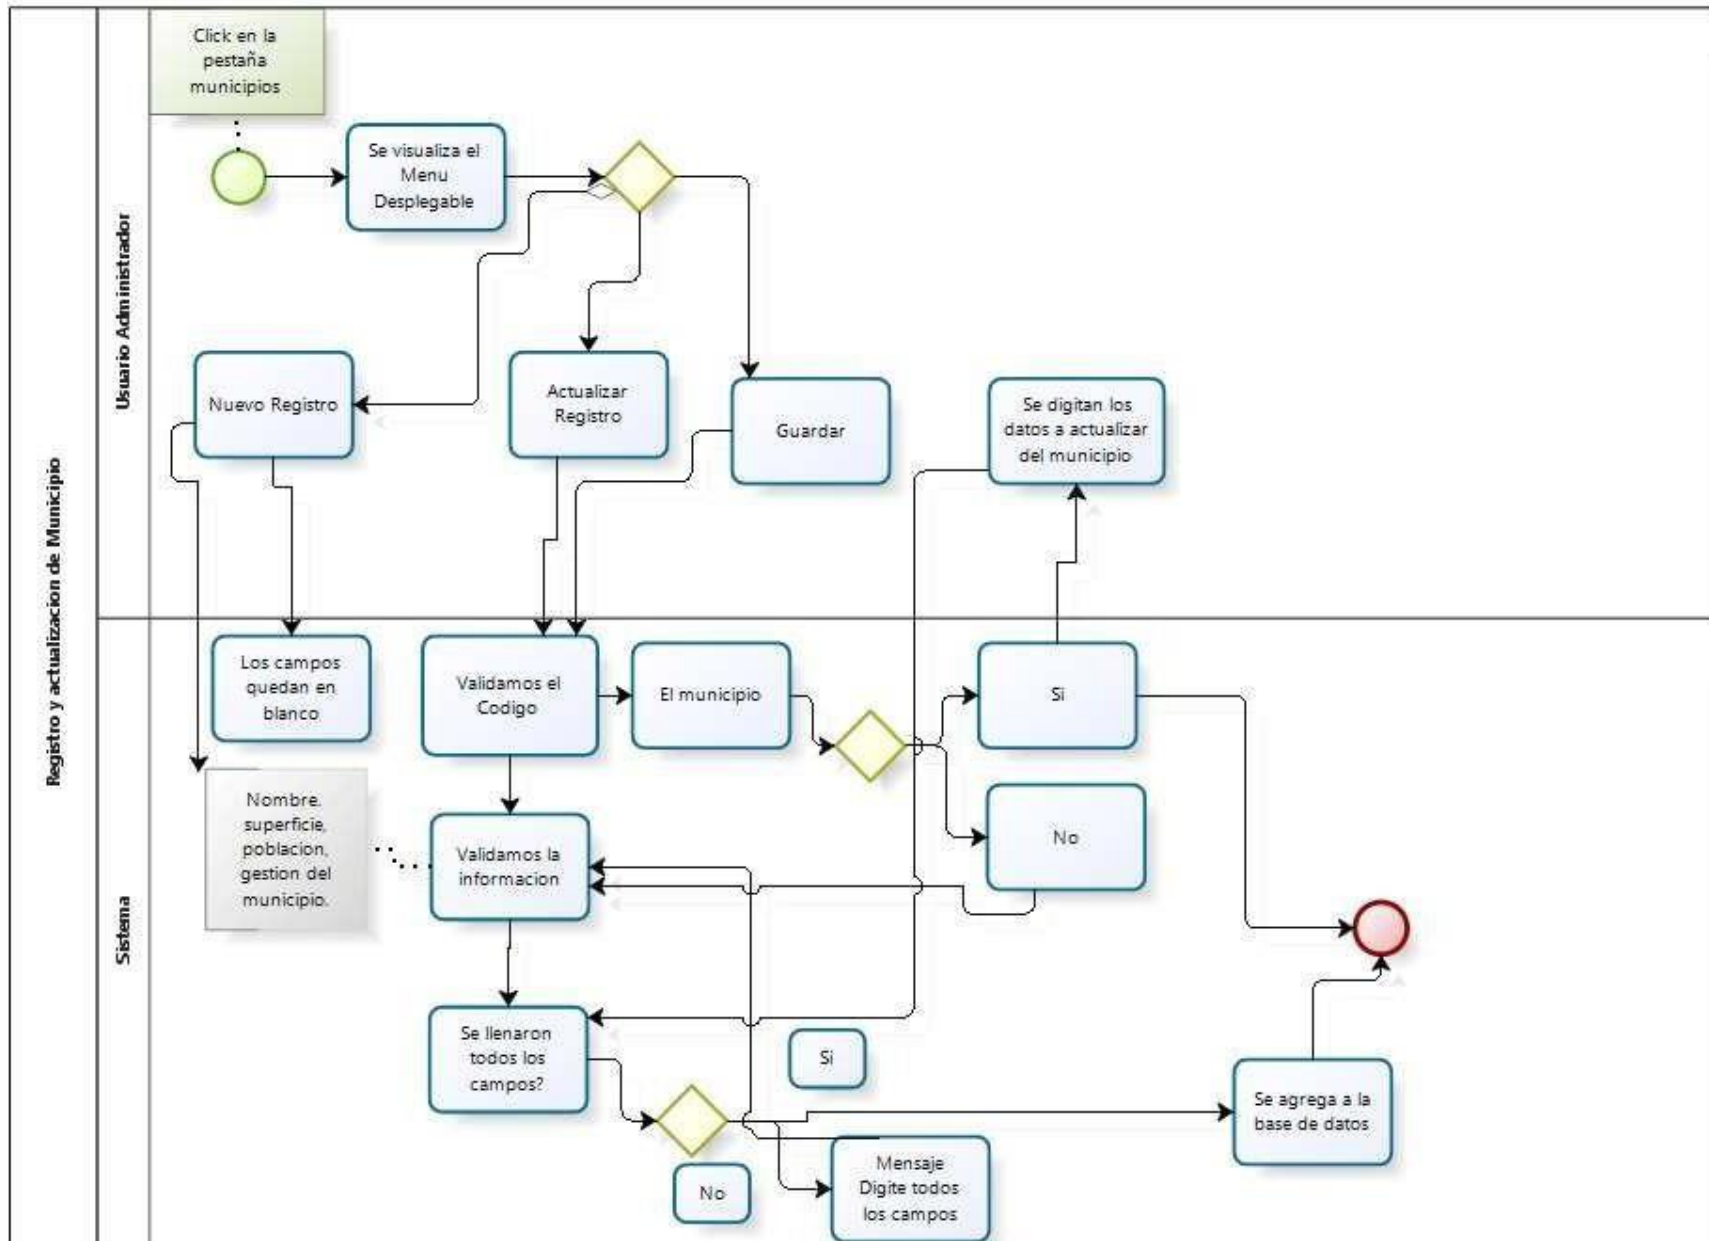 Registro y actualizacion de Municipio
Usuario Administrador
Click en la
pestaña
municipios
Se visualiza el
Menu
Desplegable
Nuevo Registro
Actualizar
Registro
Guardar
Se digitan los
datos a actualizar
del municipio
Sistema
Los campos
quedan en
blanco
Validamos el
Codigo
El municipio
Si
No
Nombre.
superficie,
poblacion,
gestion del
municipio.
Validamos la
informacion
Se llenaron
todos los
campos?
Si
No
Mensaje
Digite todos
los campos
Se agrega a la
base de datos